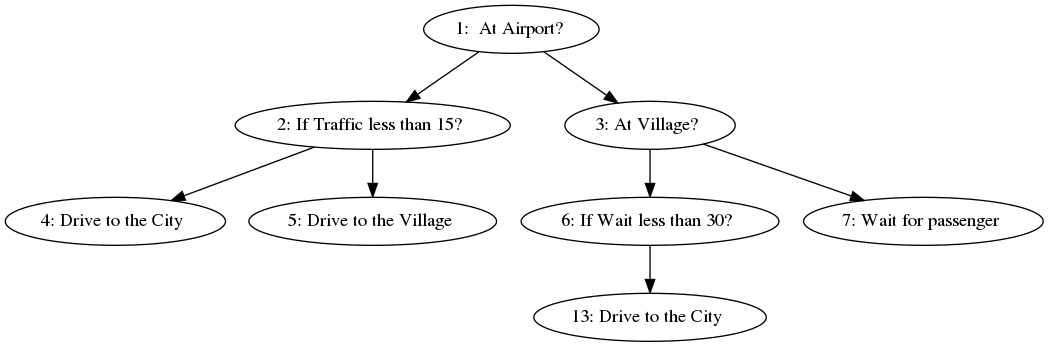 1:  At Airport?
2: If Traffic less than 15?
3: At Village?
4: Drive to the City
5: Drive to the Village
6: If Wait less than 30?
7: Wait for passenger
13: Drive to the City